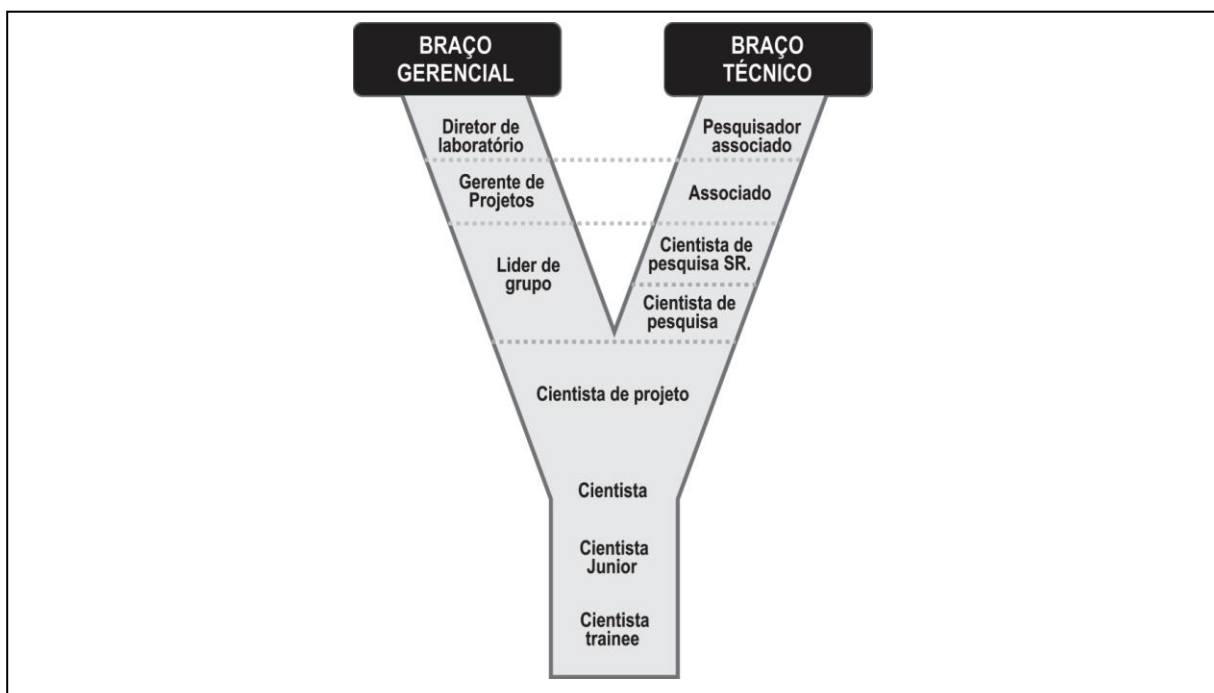 BRAÇO
GERENCIAL
BRAÇO
TÉCNICO
Diretor de
laboratório
Pesquisador
associado
Gerente de
Projetos
Associado
Lider de
grupo
Cientista de
pesquisa SR.
Cientista de
pesquisa
Cientista de projeto
Cientista
Cientista
Junior
Cientista
trainee